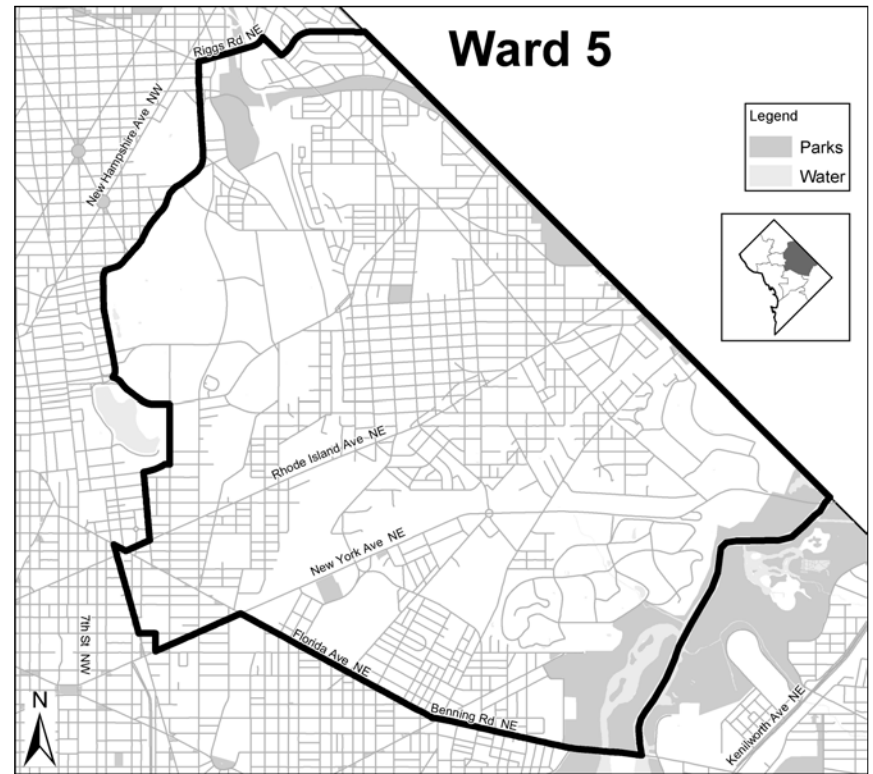 Ward 5
Riggs Rd NE
New Hampshire Ave NW
Legend
Parks
Water
Rhode Island Ave NE
New York Ave NE
7th St NW
Florida Ave NE
Benning Rd NE
Kenilworth Ave NE
N